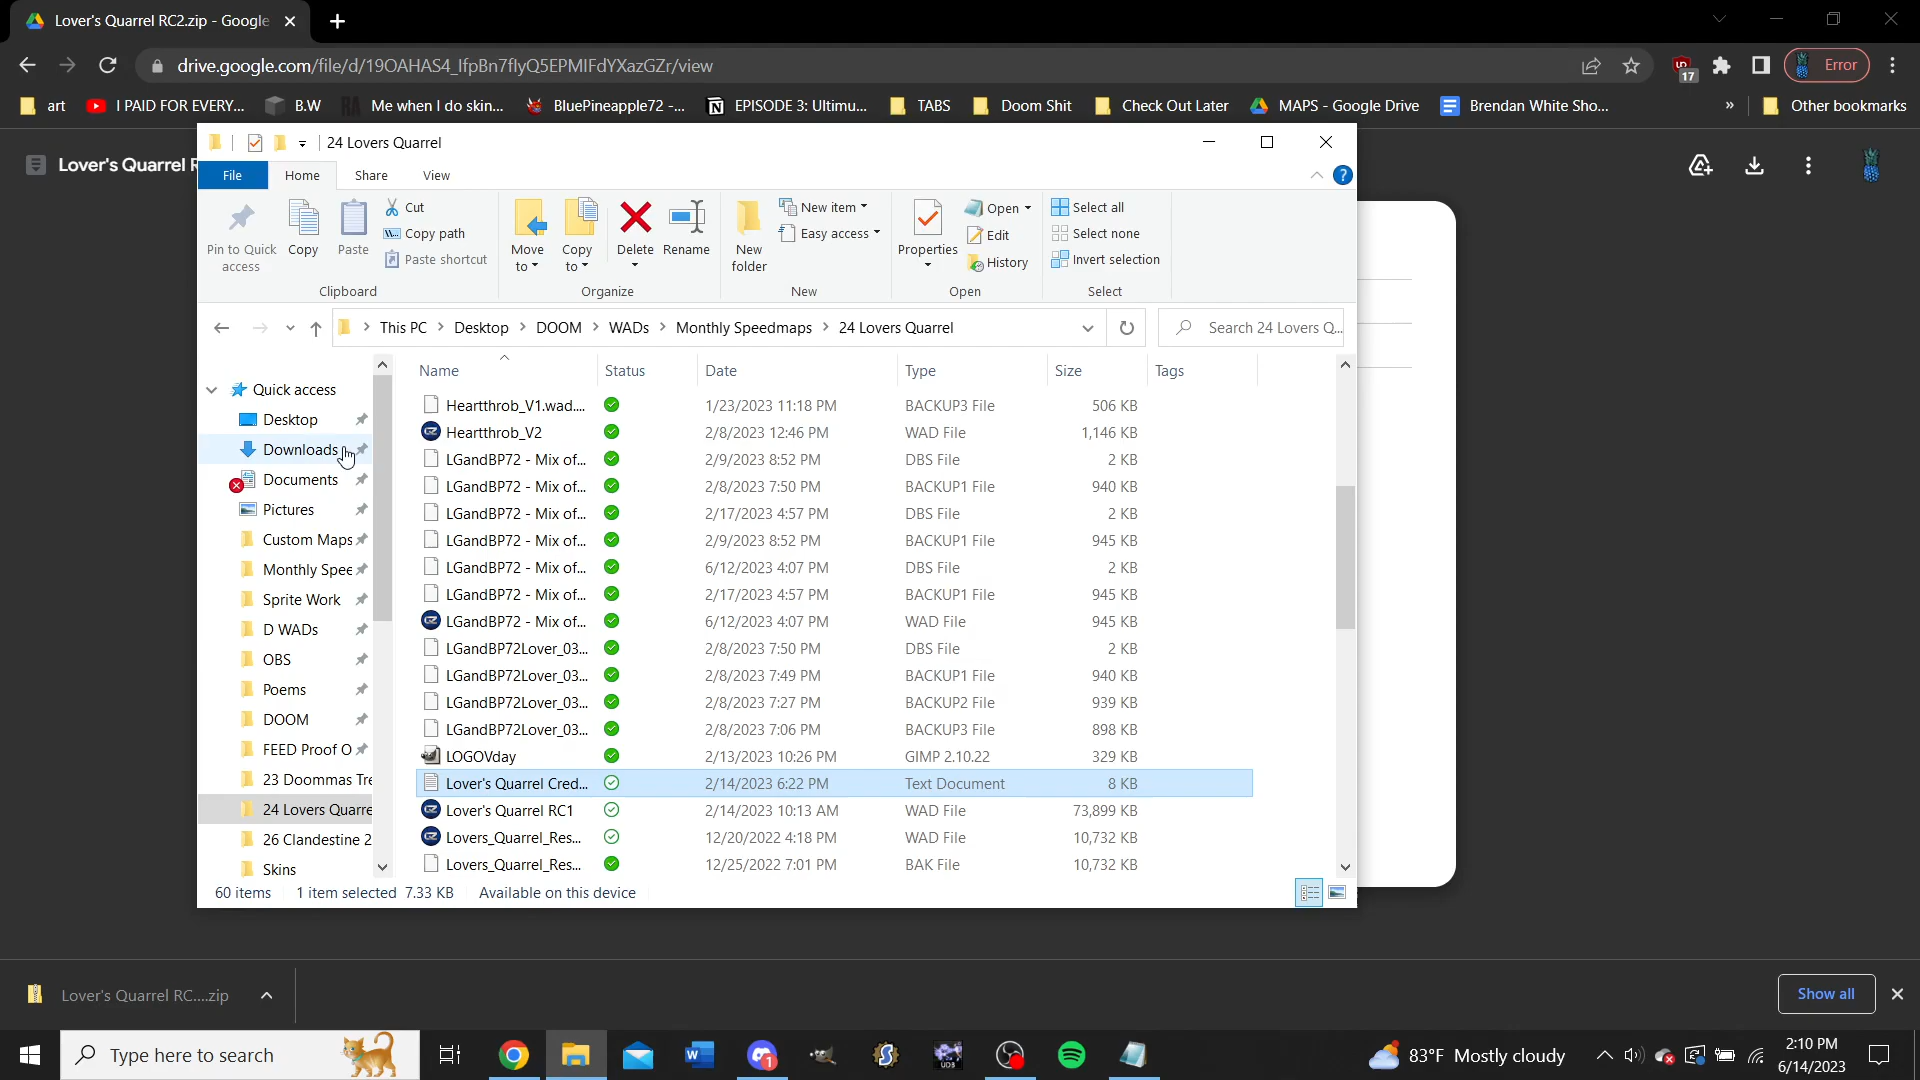 Lover's Quarrel RC2.zip - Google
drive.google.com/file/d/19OAHAS4_IfpBn7flyQ5EPMIFdYXazGZr/view
17
Error
art
I PAID FOR EVERY...
B.W
Me when I do skin...
BluePineapple72 -...
EPISODE 3: Ultimu...
TABS
Doom Shit
Check Out Later
MAPS - Google Drive
Brendan White Sho...
»
Other bookmarks
Lover's Quarrel R
24 Lovers Quarrel
File
Home
Share
View
Pin to Quick access
Copy
Paste
Cut
Copy path
Paste shortcut
Clipboard
Move to
Copy to
Delete
Rename
Organize
New folder
New item
Easy access
New
Properties
Open
Edit
History
Open
Select all
Select none
Invert selection
Select
This PC > Desktop > DOOM > WADs > Monthly Speedmaps > 24 Lovers Quarrel
Search 24 Lovers Q...
Quick access
Desktop
Downloads
Documents
Pictures
Custom Maps
Monthly Spee
Sprite Work
D WADs
OBS
Poems
DOOM
FEED Proof O
23 Doommas Tre
24 Lovers Quarre
26 Clandestine 2
Skins
Name Status Date Type Size Tags
Heartthrob_V1.wad.... 1/23/2023 11:18 PM BACKUP3 File 506 KB
Heartthrob_V2 2/8/2023 12:46 PM WAD File 1,146 KB
LGandBP72 - Mix of... 2/9/2023 8:52 PM DBS File 2 KB
LGandBP72 - Mix of... 2/8/2023 7:50 PM BACKUP1 File 940 KB
LGandBP72 - Mix of... 2/17/2023 4:57 PM DBS File 2 KB
LGandBP72 - Mix of... 2/9/2023 8:52 PM BACKUP1 File 945 KB
LGandBP72 - Mix of... 6/12/2023 4:07 PM DBS File 2 KB
LGandBP72 - Mix of... 2/17/2023 4:57 PM BACKUP1 File 945 KB
LGandBP72 - Mix of... 6/12/2023 4:07 PM WAD File 945 KB
LGandBP72Lover_03... 2/8/2023 7:50 PM DBS File 2 KB
LGandBP72Lover_03... 2/8/2023 7:49 PM BACKUP1 File 940 KB
LGandBP72Lover_03... 2/8/2023 7:27 PM BACKUP2 File 939 KB
LGandBP72Lover_03... 2/8/2023 7:06 PM BACKUP3 File 898 KB
LOGOVday 2/13/2023 10:26 PM GIMP 2.10.22 329 KB
Lover's Quarrel Cred... 2/14/2023 6:22 PM Text Document 8 KB
Lover's Quarrel RC1 2/14/2023 10:13 AM WAD File 73,899 KB
Lovers_Quarrel_Res... 12/20/2022 4:18 PM WAD File 10,732 KB
Lovers_Quarrel_Res... 12/25/2022 7:01 PM BAK File 10,732 KB
60 items 1 item selected 7.33 KB Available on this device
Lover's Quarrel RC....zip
Show all
Type here to search
83°F Mostly cloudy
2:10 PM
6/14/2023